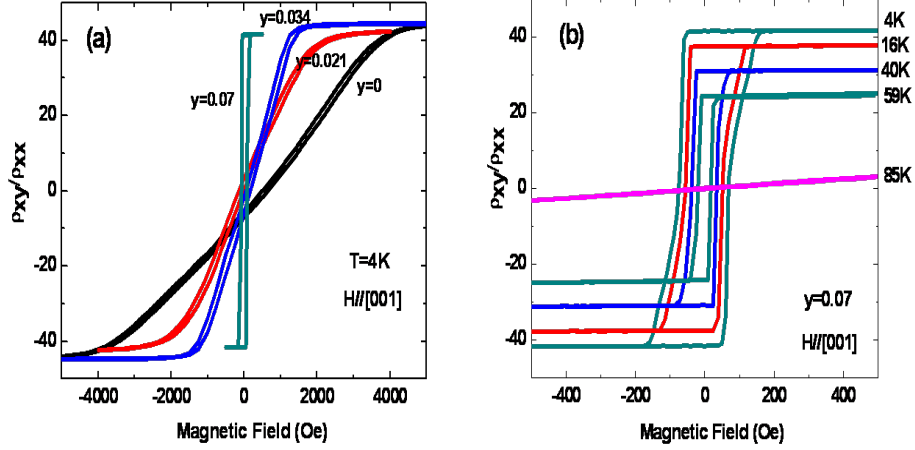 (a)
y=0.034
y=0.021
y=0
y=0.07
T=4K
H//[001]
ρxy/ρxx
40
20
0
-20
-40
-4000 -2000 0 2000 4000
Magnetic Field (Oe)
(b)
4K
16K
40K
59K
85K
y=0.07
H//[001]
ρxy/ρxx
40
20
0
-20
-40
-400 -200 0 200 400
Magnetic Field (Oe)